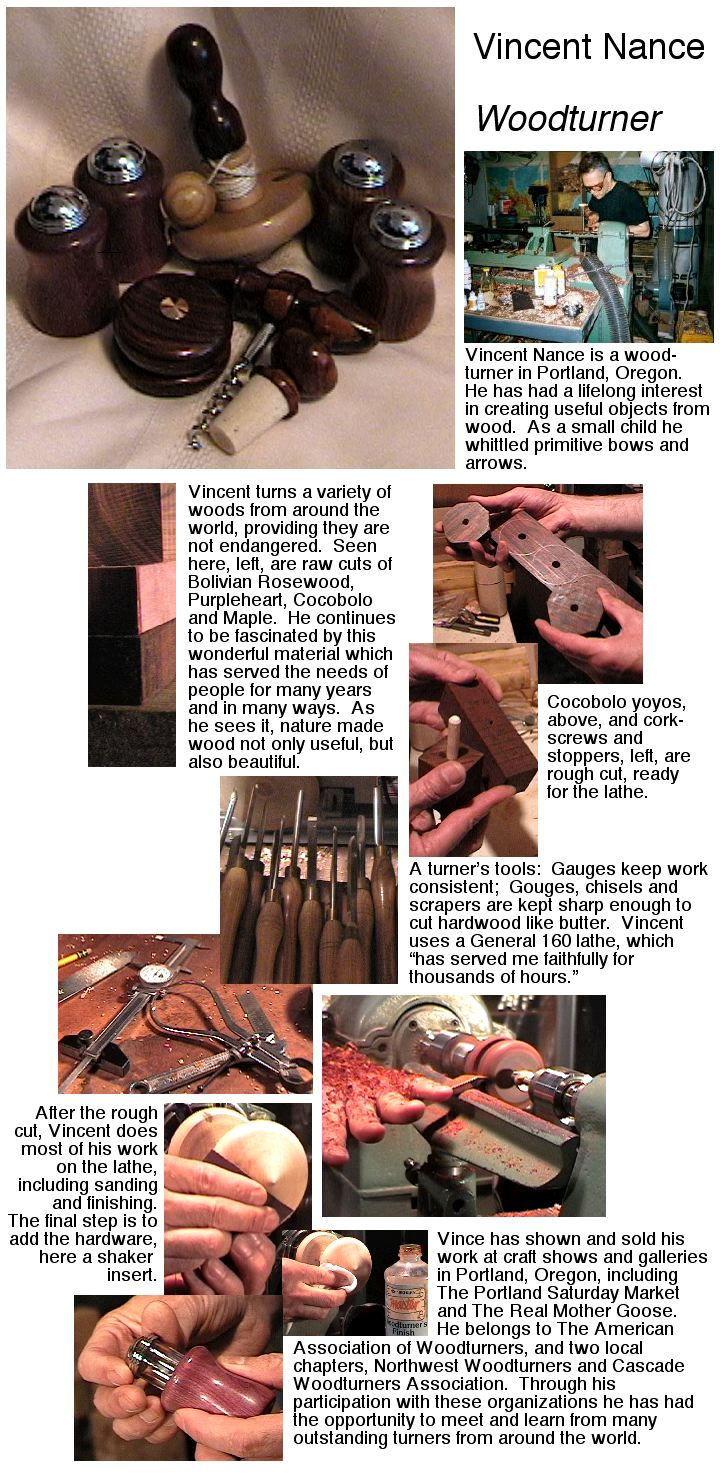 Vincent Nance
Woodturner
Vincent Nance is a wood-
turner in Portland, Oregon.
He has had a lifelong interest
in creating useful objects from
wood.  As a small child he
whittled primitive bows and
arrows.
Vincent turns a variety of
woods from around the
world, providing they are
not endangered.  Seen
here, left, are raw cuts of
Bolivian Rosewood,
Purpleheart, Cocobolo
and Maple.  He continues
to be fascinated by this
wonderful material which
has served the needs of
people for many years
and in many ways.  As
he sees it, nature made
wood not only useful, but
also beautiful.
Cocobolo yoyos,
above, and cork-
screws and
stoppers, left, are
rough cut, ready
for the lathe.
A turner's tools:  Gauges keep work
consistent;  Gouges, chisels and
scrapers are kept sharp enough to
cut hardwood like butter.  Vincent
uses a General 160 lathe, which
“has served me faithfully for
thousands of hours.”
After the rough
cut, Vincent does
most of his work
on the lathe,
including sanding
and finishing.
The final step is to
add the hardware,
here a shaker
insert.
Woodturner's
Finish
Vince has shown and sold his
work at craft shows and galleries
in Portland, Oregon, including
The Portland Saturday Market
and The Real Mother Goose.
He belongs to The American
Association of Woodturners, and two local
chapters, Northwest Woodturners and Cascade
Woodturners Association.  Through his
participation with these organizations he has had
the opportunity to meet and learn from many
outstanding turners from around the world.